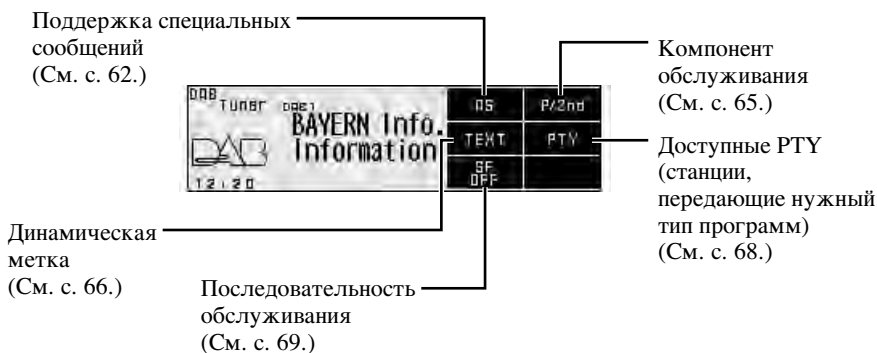 Поддержка специальных
сообщений
(См. с. 62.)
Компонент
обслуживания
(См. с. 65.)
DAB
Tuner DAB1
BAYERN Info.
Information
DAB
12:20
AS P/2nd
TEXT PTY
SF
OFF
Доступные PTY
(станции,
передающие нужный
тип программ)
(См. с. 68.)
Динамическая
метка
(См. с. 66.)
Последовательность
обслуживания
(См. с. 69.)